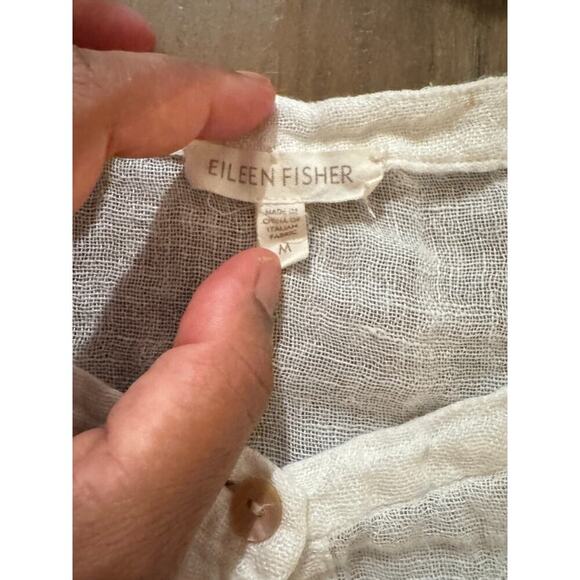 EILEEN FISHER
MADE IN
CHINA OF
ITALIAN
FABRIC
M